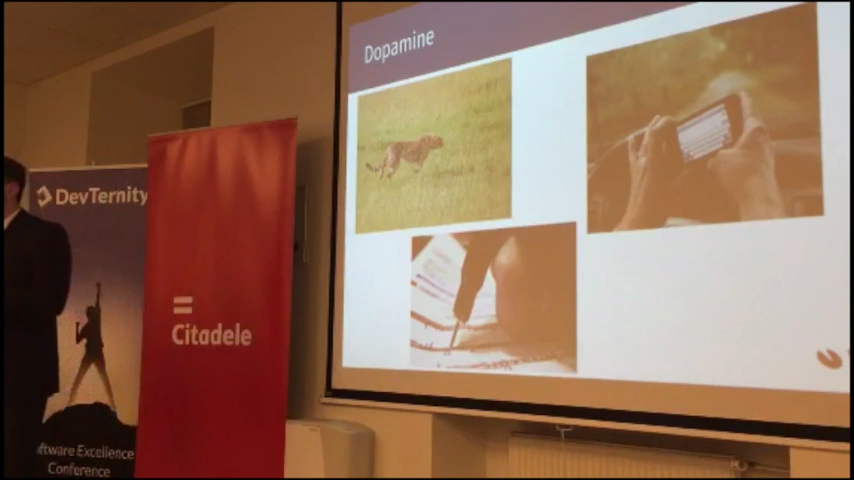 Dopamine
DevTernity
Citadele
ftware Excellence
Conference